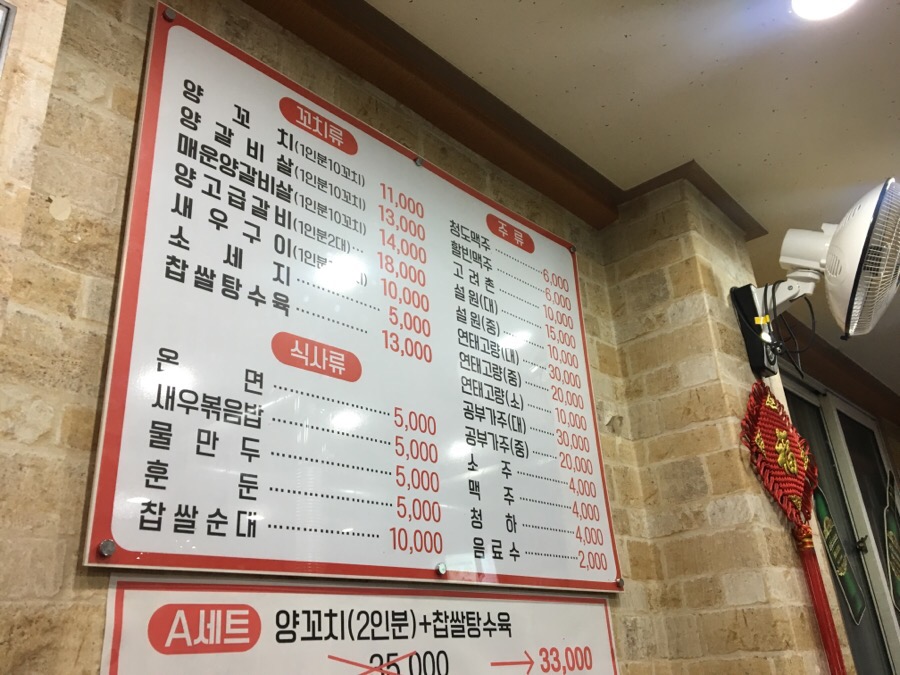 꼬치류
양 꼬 치(1인분10꼬치) 11,000
양 갈 비 살(1인분10꼬치) 13,000
매운양갈비살(1인분10꼬치) 14,000
양고급갈비(1인분2대)... 18,000
새 우 구 이(1인분 10,000
소 세 지 5,000
찹쌀탕수육 13,000
식사류
온 면 5,000
새우볶음밥 5,000
물 만 두 5,000
훈 둔 5,000
찹쌀순대 10,000
주 류
청도맥주 6,000
할빈맥주 6,000
고 려 촌 10,000
설원(대) 15,000
설원(중) 10,000
연태고량(대) 30,000
연태고량(중) 20,000
연태고량(소) 10,000
공부가주(대) 30,000
공부가주(중) 20,000
소 주 4,000
맥 주 4,000
청 하 4,000
음료수 2,000
A세트 양꼬치(2인분)+찹쌀탕수육
35,000 → 33,000
福